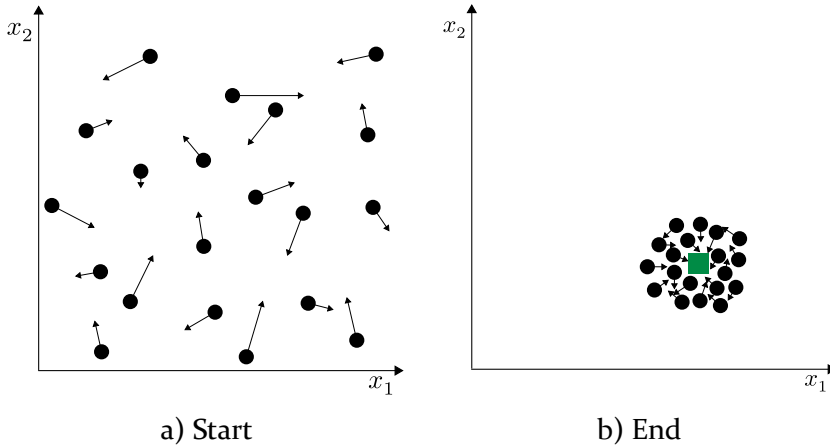 x₂
x₁
a) Start
x₂
x₁
b) End